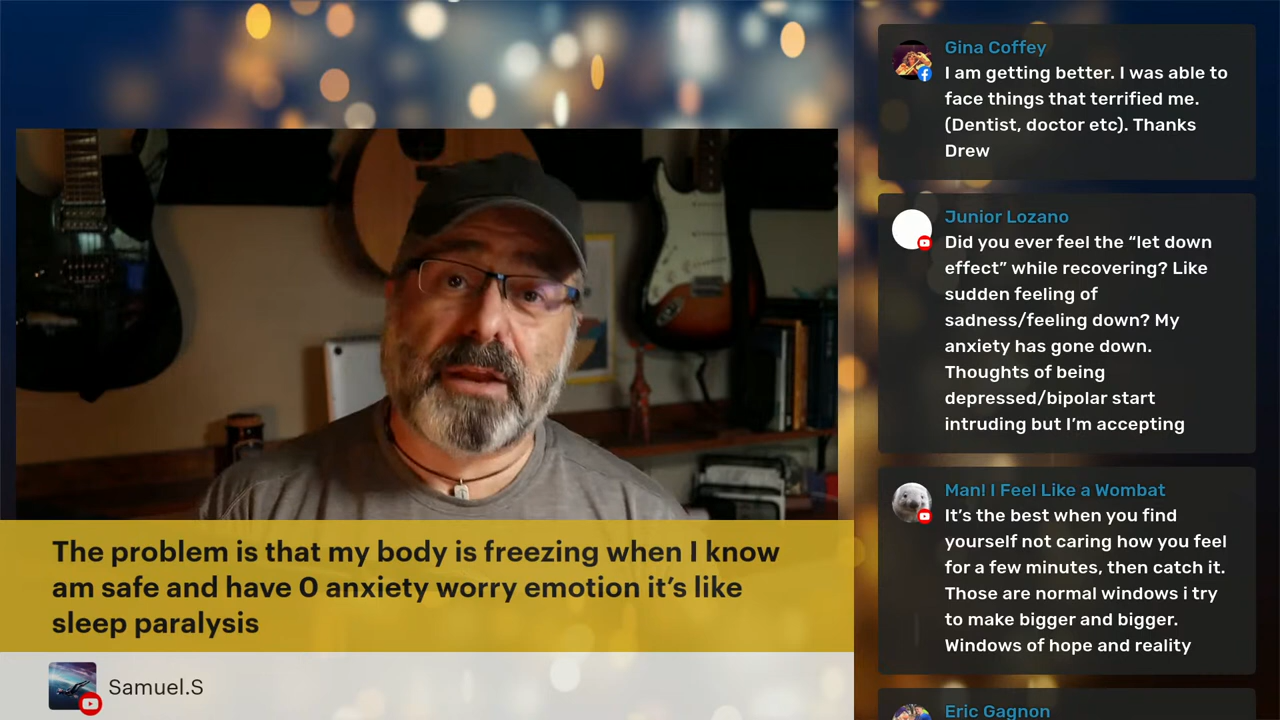 The problem is that my body is freezing when I know
am safe and have 0 anxiety worry emotion it’s like
sleep paralysis
Samuel.S
Gina Coffey
I am getting better. I was able to
face things that terrified me.
(Dentist, doctor etc). Thanks
Drew
Junior Lozano
Did you ever feel the “let down
effect” while recovering? Like
sudden feeling of
sadness/feeling down? My
anxiety has gone down.
Thoughts of being
depressed/bipolar start
intruding but I’m accepting
Man! I Feel Like a Wombat
It’s the best when you find
yourself not caring how you feel
for a few minutes, then catch it.
Those are normal windows i try
to make bigger and bigger.
Windows of hope and reality
Eric Gagnon